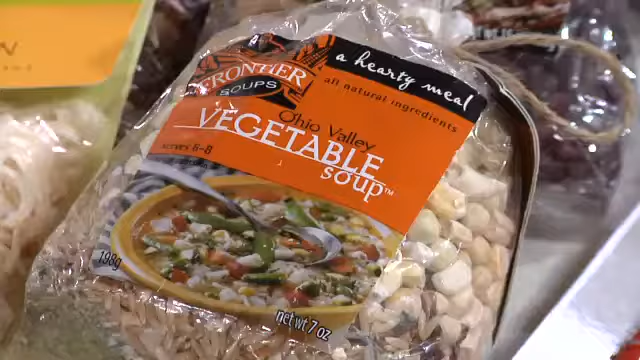 FRONTIER
SOUPS
a hearty meal
all natural ingredients
Ohio Valley
VEGETABLE
soup™
serves 6-8
198g
net wt 7 oz